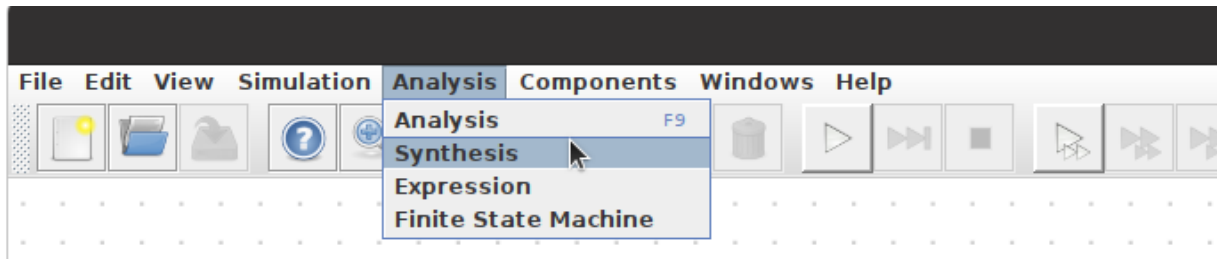 File Edit View Simulation Analysis Components Windows Help
Analysis F9
Synthesis
Expression
Finite State Machine